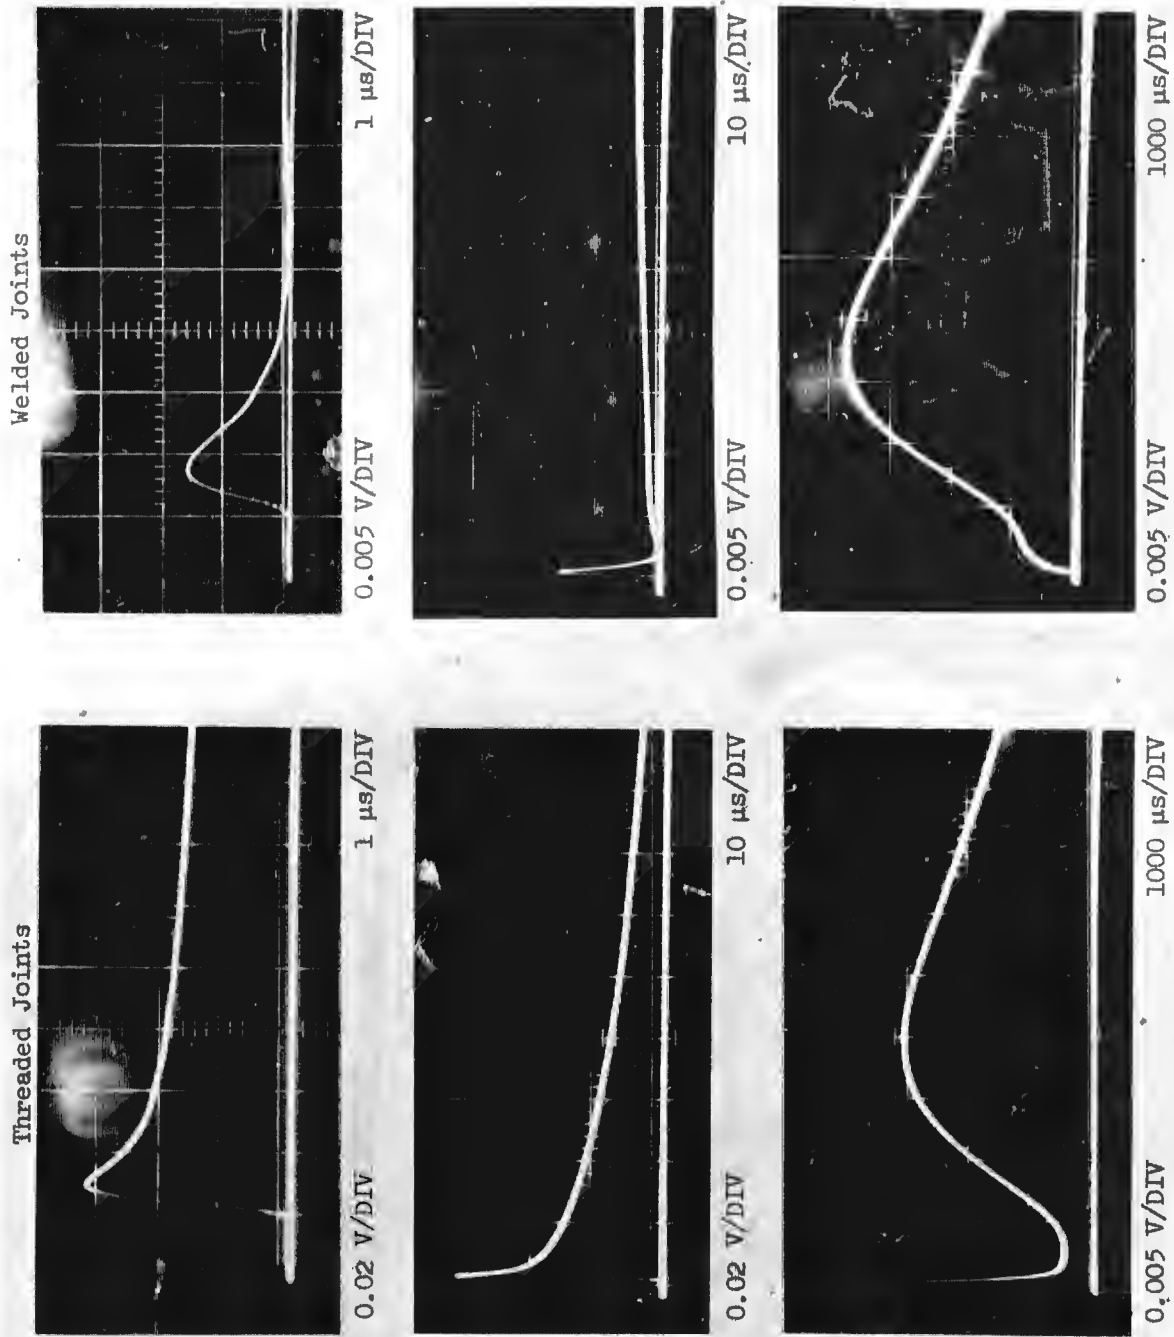 Threaded Joints
Welded Joints
0.02 V/DIV 1 μs/DIV
0.005 V/DIV 1 μs/DIV
0.02 V/DIV 10 μs/DIV
0.005 V/DIV 10 μs/DIV
0.005 V/DIV 1000 μs/DIV
0.005 V/DIV 1000 μs/DIV